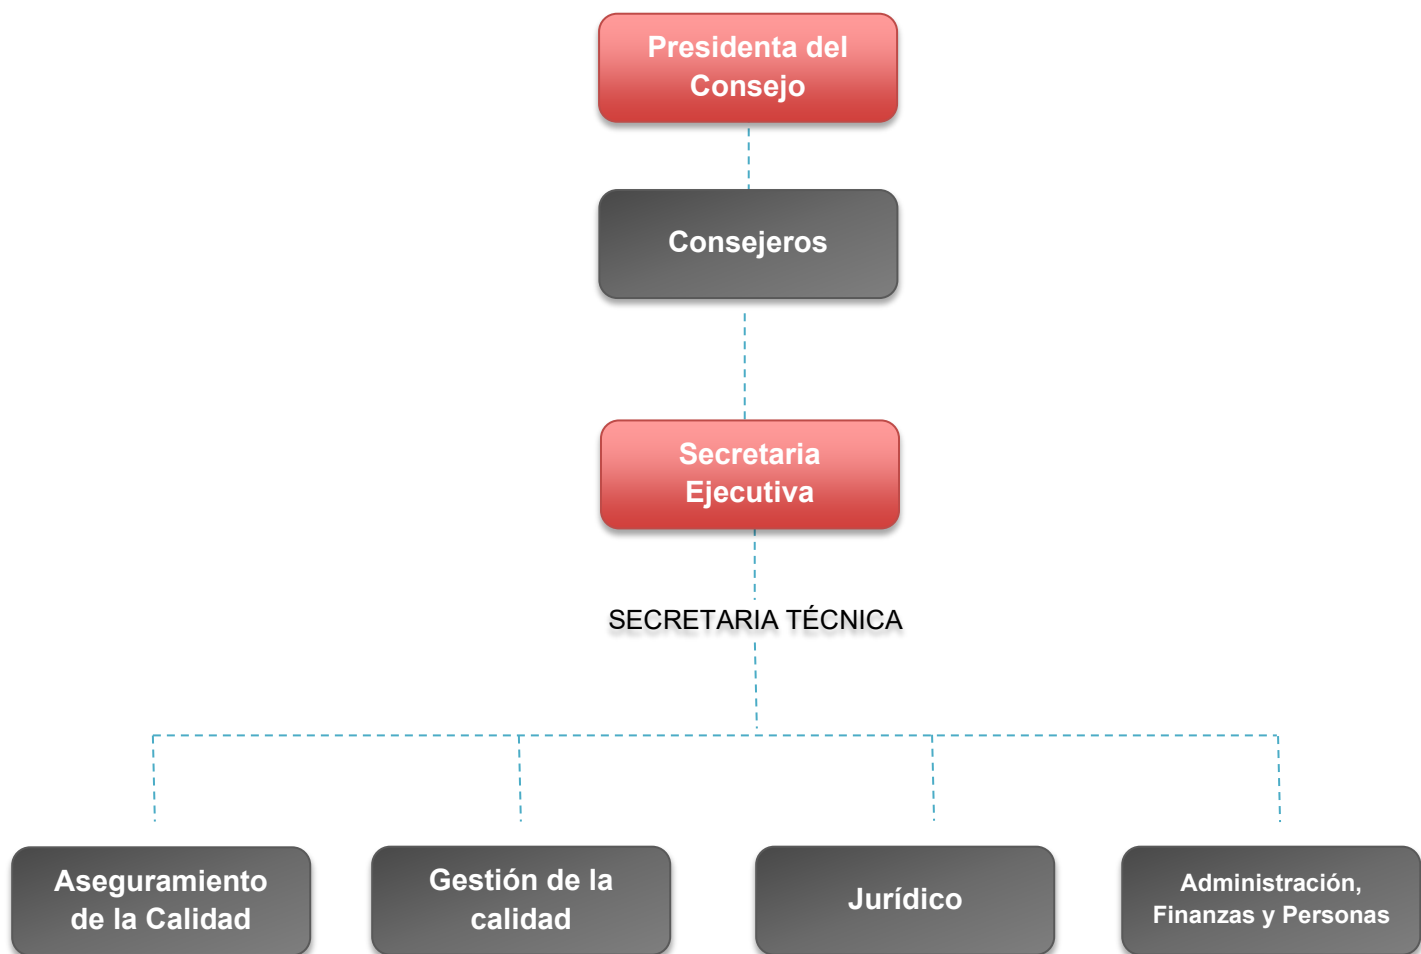 Presidenta del
Consejo
Consejeros
Secretaria
Ejecutiva
SECRETARIA TÉCNICA
Aseguramiento
de la Calidad
Gestión de la
calidad
Jurídico
Administración,
Finanzas y Personas